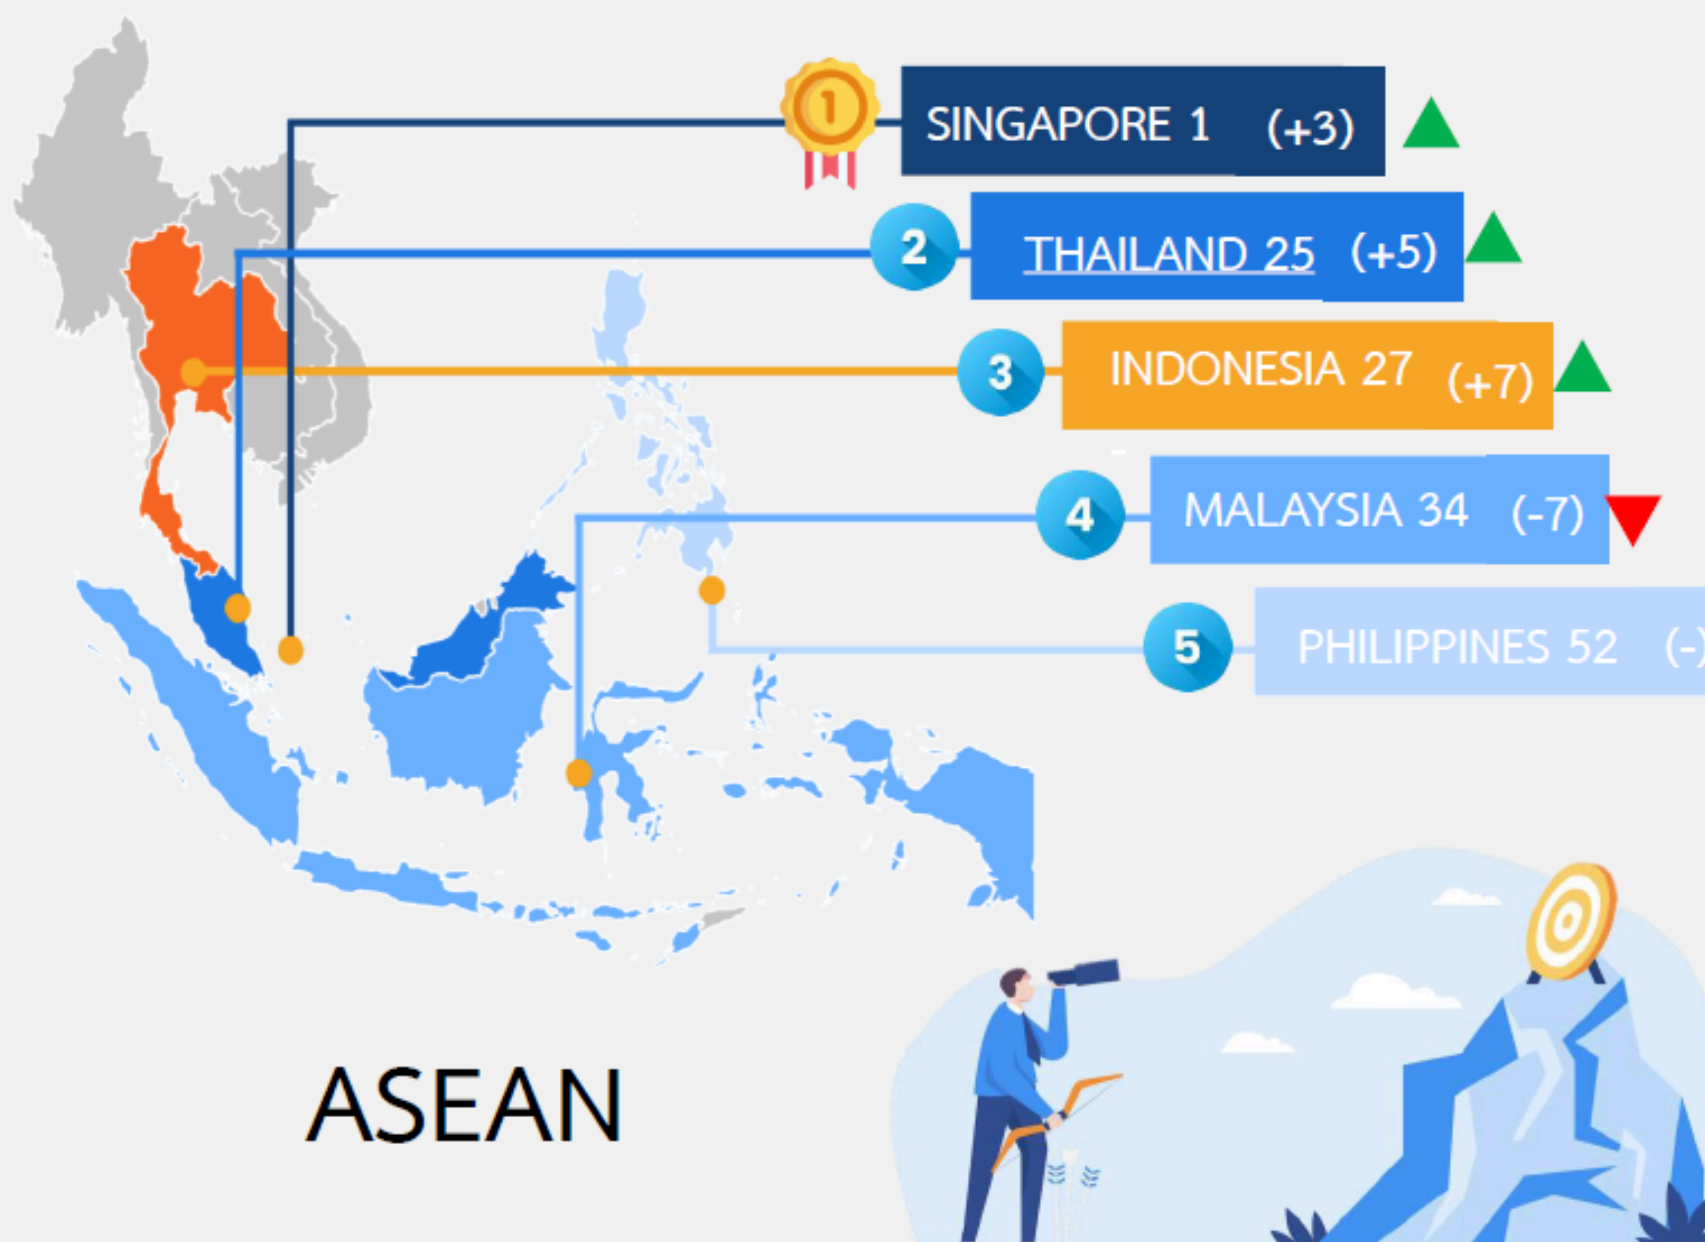 1 SINGAPORE 1 (+3)
2 THAILAND 25 (+5)
3 INDONESIA 27 (+7)
4 MALAYSIA 34 (-7)
5 PHILIPPINES 52 (-)
ASEAN